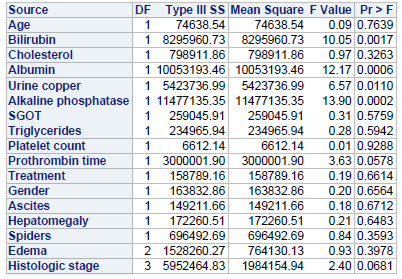 Source DF Type III SS Mean Square F Value Pr > F
Age 1 74638.54 74638.54 0.09 0.7639
Bilirubin 1 8295960.73 8295960.73 10.05 0.0017
Cholesterol 1 798911.86 798911.86 0.97 0.3263
Albumin 1 10053193.46 10053193.46 12.17 0.0006
Urine copper 1 5423736.99 5423736.99 6.57 0.0110
Alkaline phosphatase 1 11477135.35 11477135.35 13.90 0.0002
SGOT 1 259045.91 259045.91 0.31 0.5759
Triglycerides 1 234965.94 234965.94 0.28 0.5942
Platelet count 1 6612.14 6612.14 0.01 0.9288
Prothrombin time 1 3000001.90 3000001.90 3.63 0.0578
Treatment 1 158789.16 158789.16 0.19 0.6614
Gender 1 163832.86 163832.86 0.20 0.6564
Ascites 1 149211.66 149211.66 0.18 0.6712
Hepatomegaly 1 172260.51 172260.51 0.21 0.6483
Spiders 1 696492.69 696492.69 0.84 0.3593
Edema 2 1528260.27 764130.13 0.93 0.3978
Histologic stage 3 5952464.83 1984154.94 2.40 0.0681